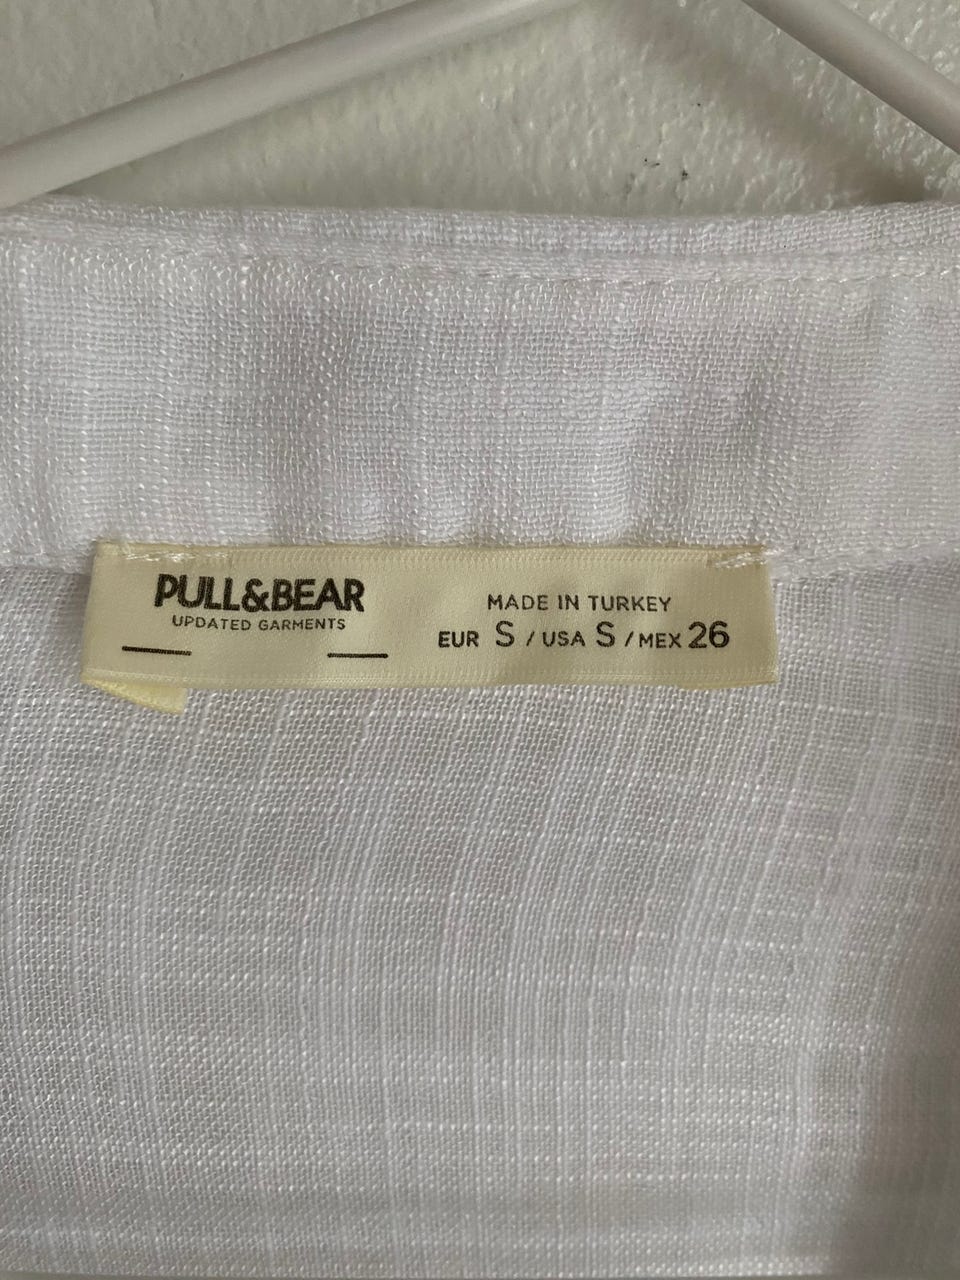 PULL&BEAR
UPDATED GARMENTS
MADE IN TURKEY
EUR S / USA S / MEX 26